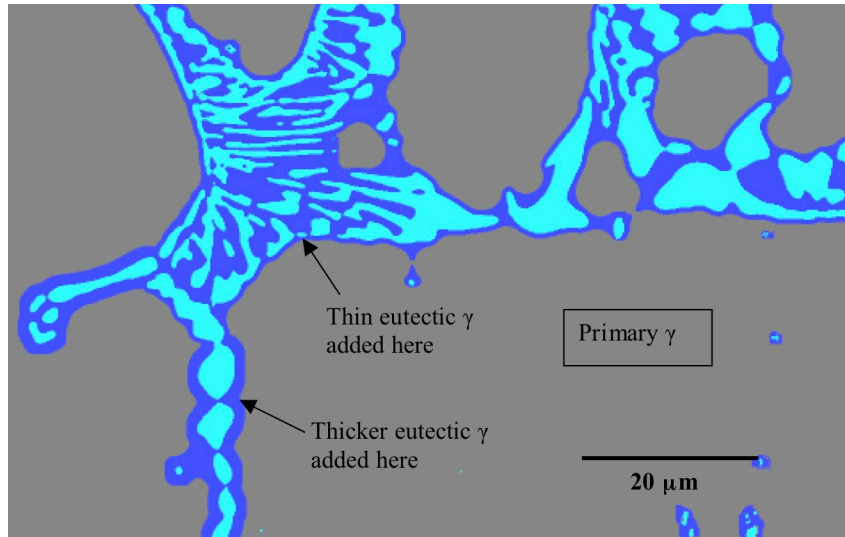 Thin eutectic γ
added here
Primary γ
Thicker eutectic γ
added here
20 μm